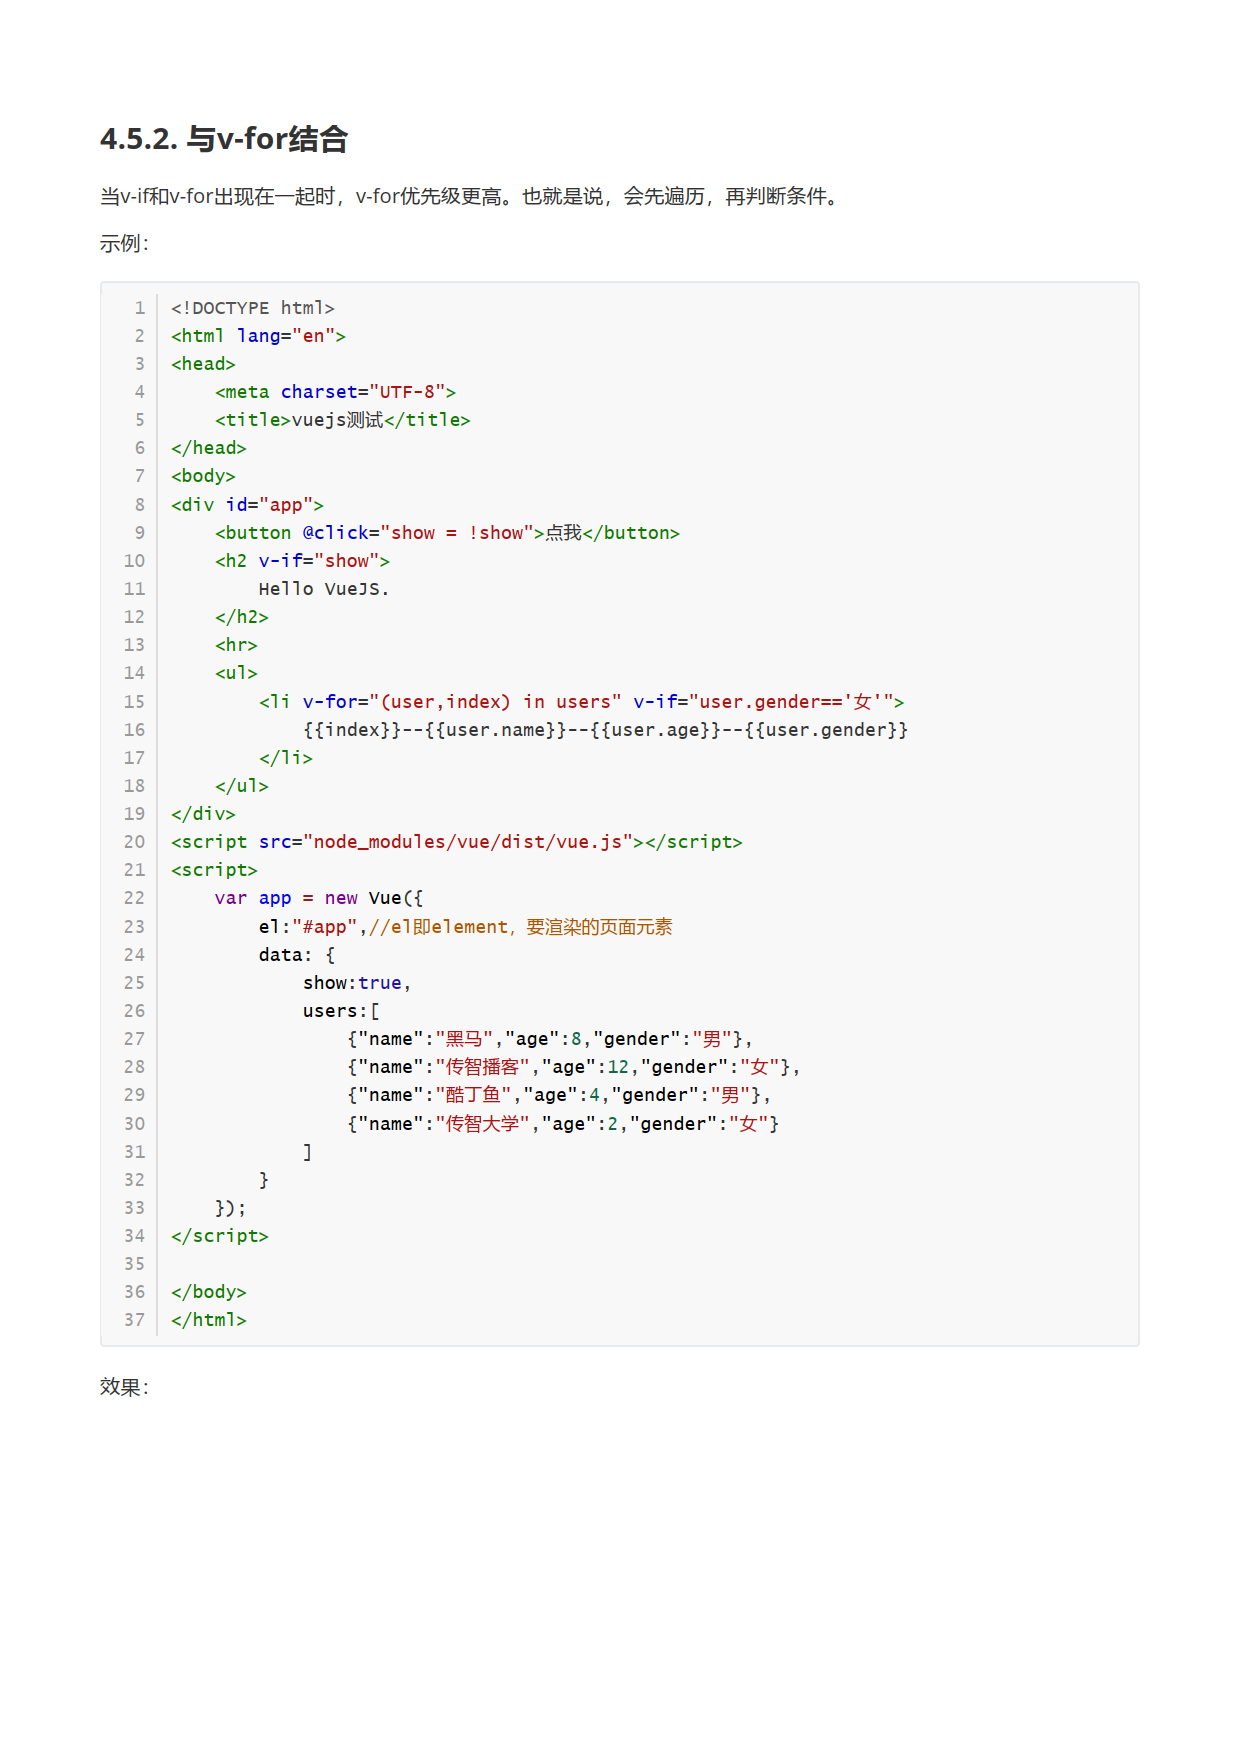 4.5.2. 与v-for结合
当v-if和v-for出现在一起时，v-for优先级更高。也就是说，会先遍历，再判断条件。
示例：
1 <!DOCTYPE html>
2 <html lang="en">
3 <head>
4     <meta charset="UTF-8">
5     <title>vuejs测试</title>
6 </head>
7 <body>
8 <div id="app">
9     <button @click="show = !show">点我</button>
10     <h2 v-if="show">
11         Hello VueJS.
12     </h2>
13     <hr>
14     <ul>
15         <li v-for="(user,index) in users" v-if="user.gender=='女'">
16             {{index}}--{{user.name}}--{{user.age}}--{{user.gender}}
17         </li>
18     </ul>
19 </div>
20 <script src="node_modules/vue/dist/vue.js"></script>
21 <script>
22     var app = new Vue({
23         el:"#app",//el即element，要渲染的页面元素
24         data: {
25             show:true,
26             users:[
27                 {"name":"黑马","age":8,"gender":"男"},
28                 {"name":"传智播客","age":12,"gender":"女"},
29                 {"name":"酷丁鱼","age":4,"gender":"男"},
30                 {"name":"传智大学","age":2,"gender":"女"}
31             ]
32         }
33     });
34 </script>
35
36 </body>
37 </html>
效果：